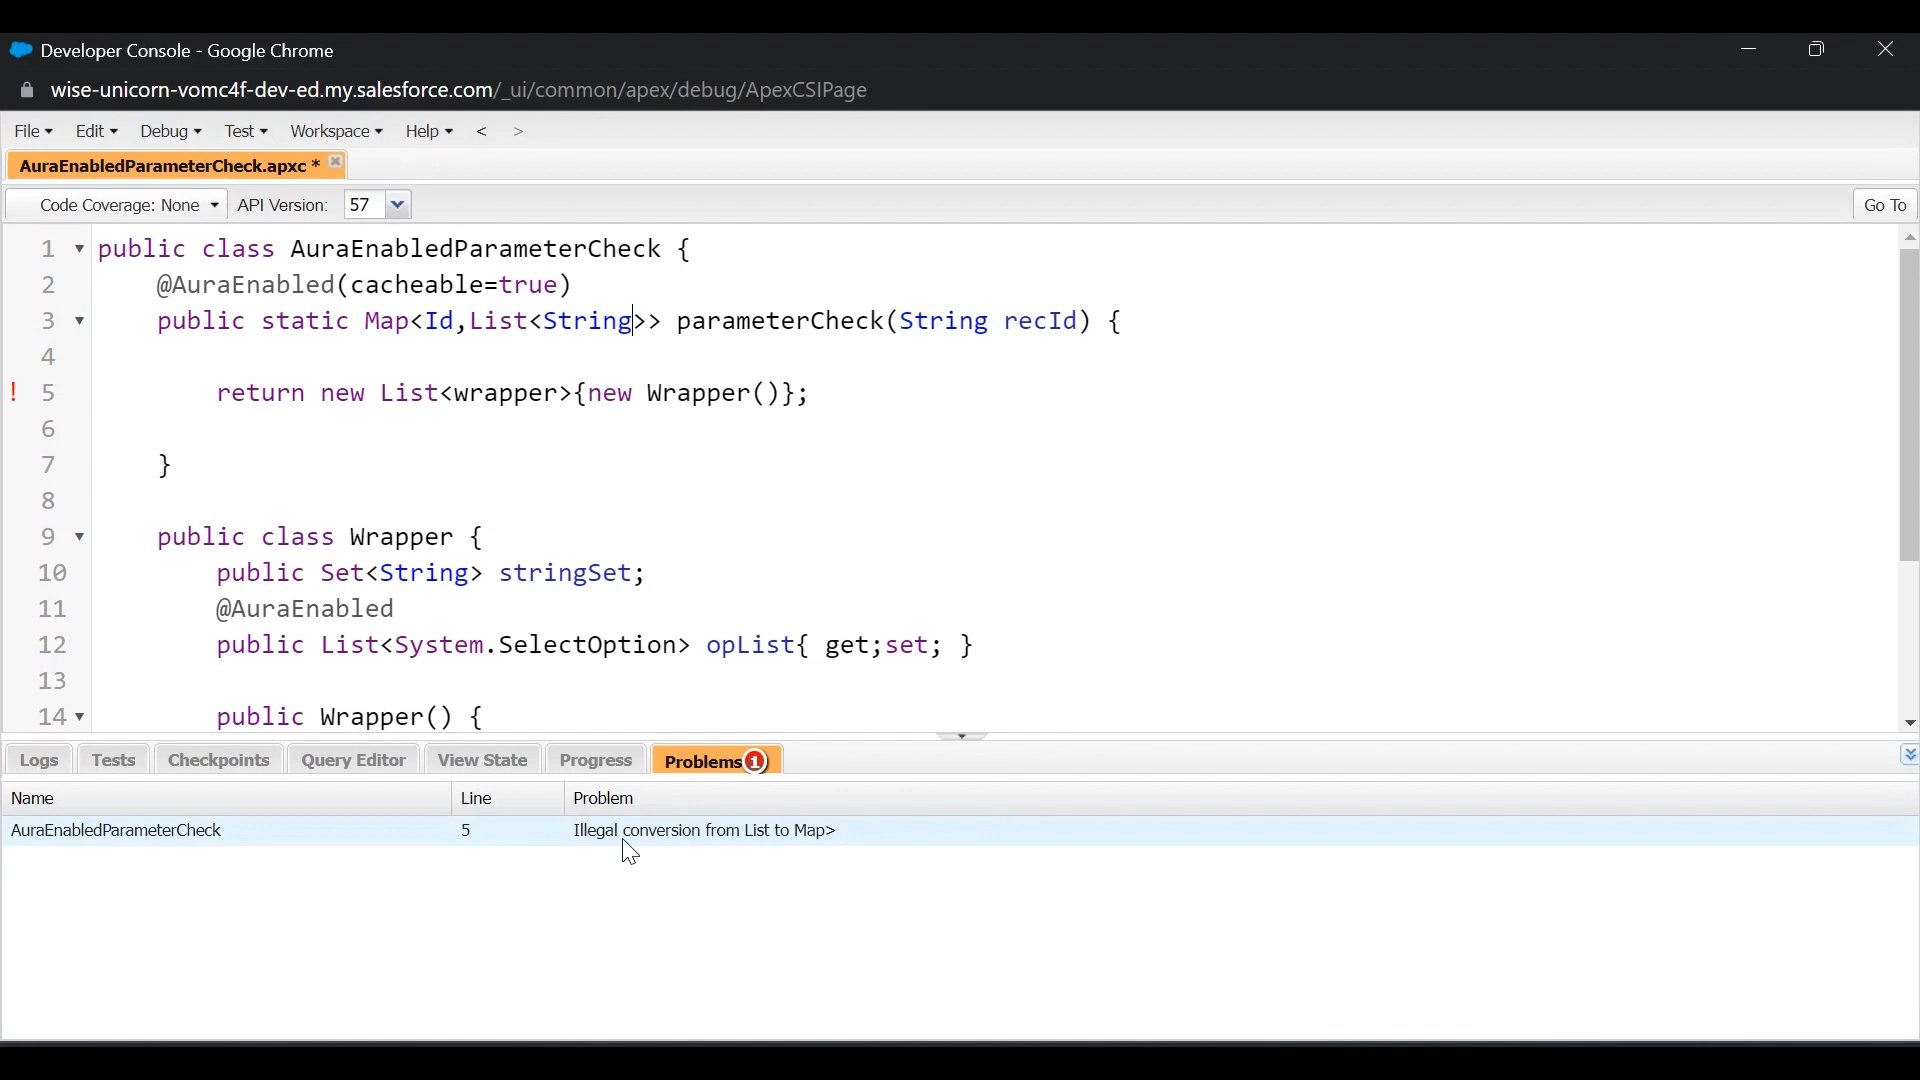 Developer Console - Google Chrome
wise-unicorn-vomc4f-dev-ed.my.salesforce.com/_ui/common/apex/debug/ApexCSIPage
File Edit Debug Test Workspace Help < >
AuraEnabledParameterCheck.apxc *
Code Coverage: None API Version: 57 Go To
1 public class AuraEnabledParameterCheck {
2 @AuraEnabled(cacheable=true)
3 public static Map<Id,List<String>> parameterCheck(String recId) {
4
! 5 return new List<wrapper>{new Wrapper()};
6
7 }
8
9 public class Wrapper {
10 public Set<String> stringSet;
11 @AuraEnabled
12 public List<System.SelectOption> opList{ get;set; }
13
14 public Wrapper() {
Logs Tests Checkpoints Query Editor View State Progress Problems 1
Name Line Problem
AuraEnabledParameterCheck 5 Illegal conversion from List to Map>